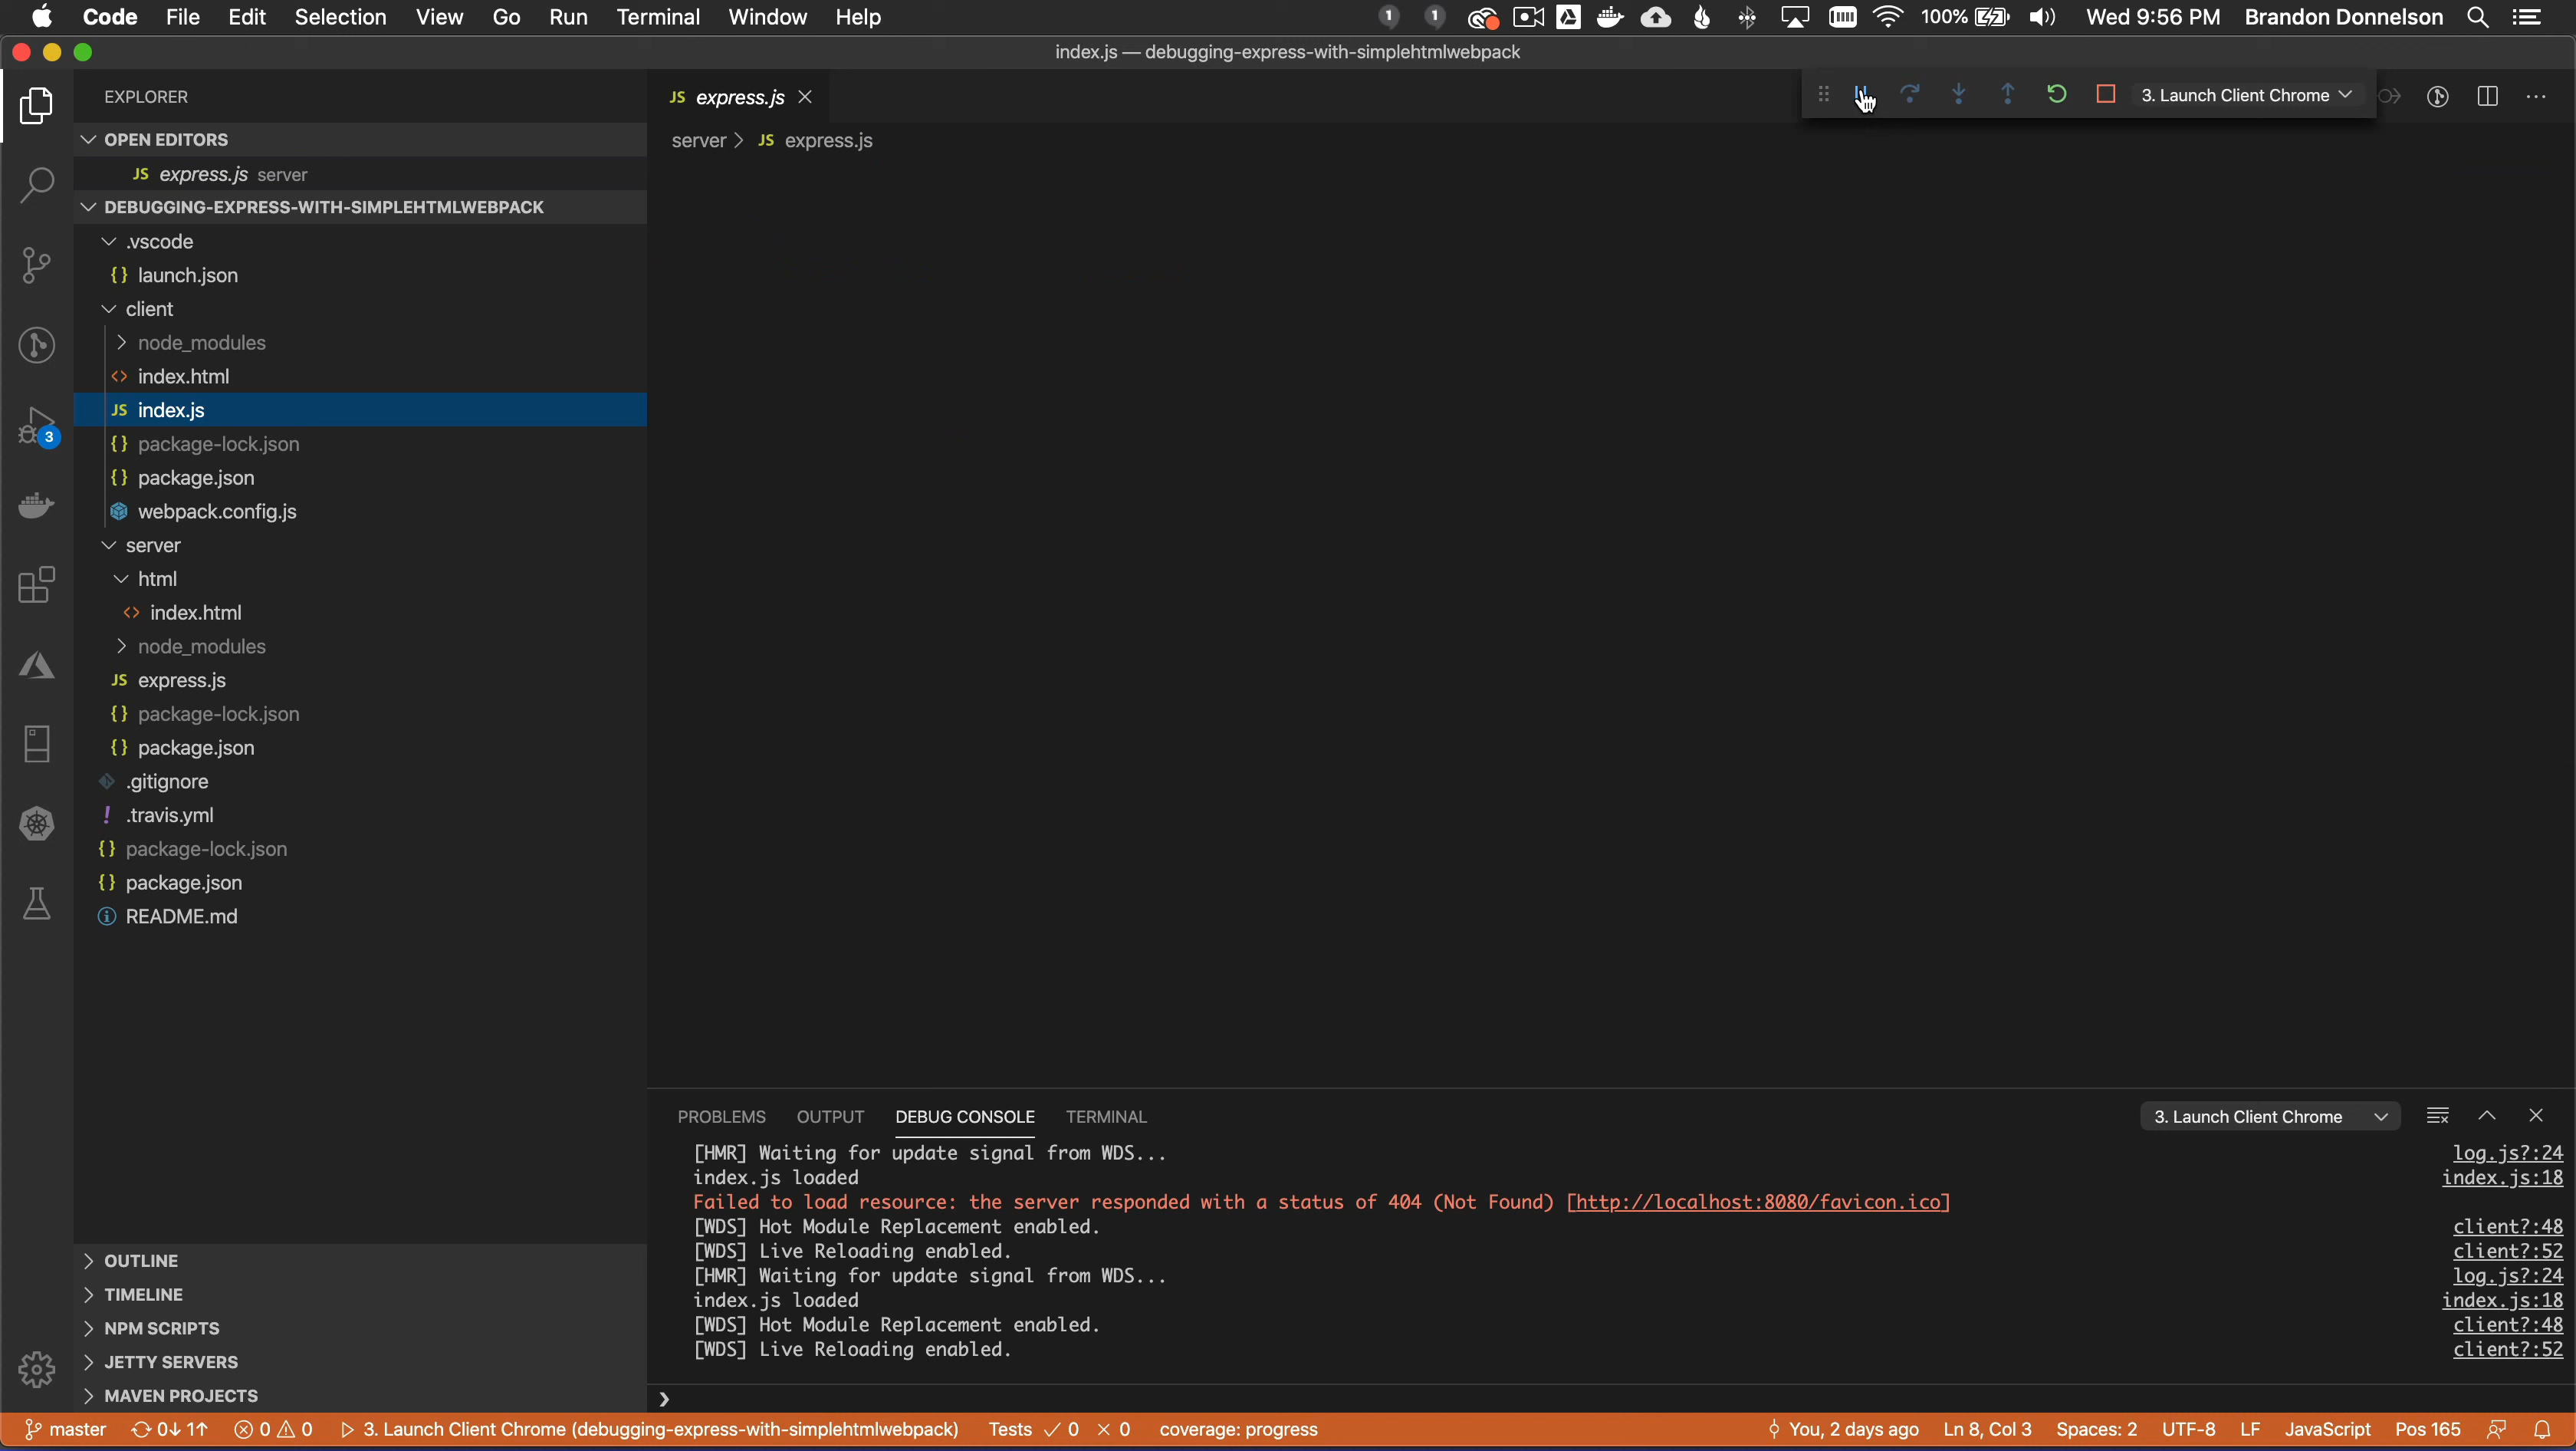 Code File Edit Selection View Go Run Terminal Window Help 1 1 100% Wed 9:56 PM Brandon Donnelson
index.js — debugging-express-with-simplehtmlwebpack
EXPLORER
JS express.js
3. Launch Client Chrome
OPEN EDITORS
JS express.js server
server > JS express.js
DEBUGGING-EXPRESS-WITH-SIMPLEHTMLWEBPACK
.vscode
{} launch.json
client
node_modules
<> index.html
JS index.js
3
{} package-lock.json
{} package.json
webpack.config.js
server
html
<> index.html
node_modules
JS express.js
{} package-lock.json
{} package.json
.gitignore
! .travis.yml
{} package-lock.json
{} package.json
README.md
PROBLEMS OUTPUT DEBUG CONSOLE TERMINAL 3. Launch Client Chrome
[HMR] Waiting for update signal from WDS... log.js?:24
index.js loaded index.js:18
Failed to load resource: the server responded with a status of 404 (Not Found) [http://localhost:8080/favicon.ico]
[WDS] Hot Module Replacement enabled. client?:48
[WDS] Live Reloading enabled. client?:52
[HMR] Waiting for update signal from WDS... log.js?:24
index.js loaded index.js:18
[WDS] Hot Module Replacement enabled. client?:48
[WDS] Live Reloading enabled. client?:52
OUTLINE
TIMELINE
NPM SCRIPTS
JETTY SERVERS
MAVEN PROJECTS
master 0↓ 1↑ 0 0 3. Launch Client Chrome (debugging-express-with-simplehtmlwebpack) Tests ✓ 0 × 0 coverage: progress You, 2 days ago Ln 8, Col 3 Spaces: 2 UTF-8 LF JavaScript Pos 165